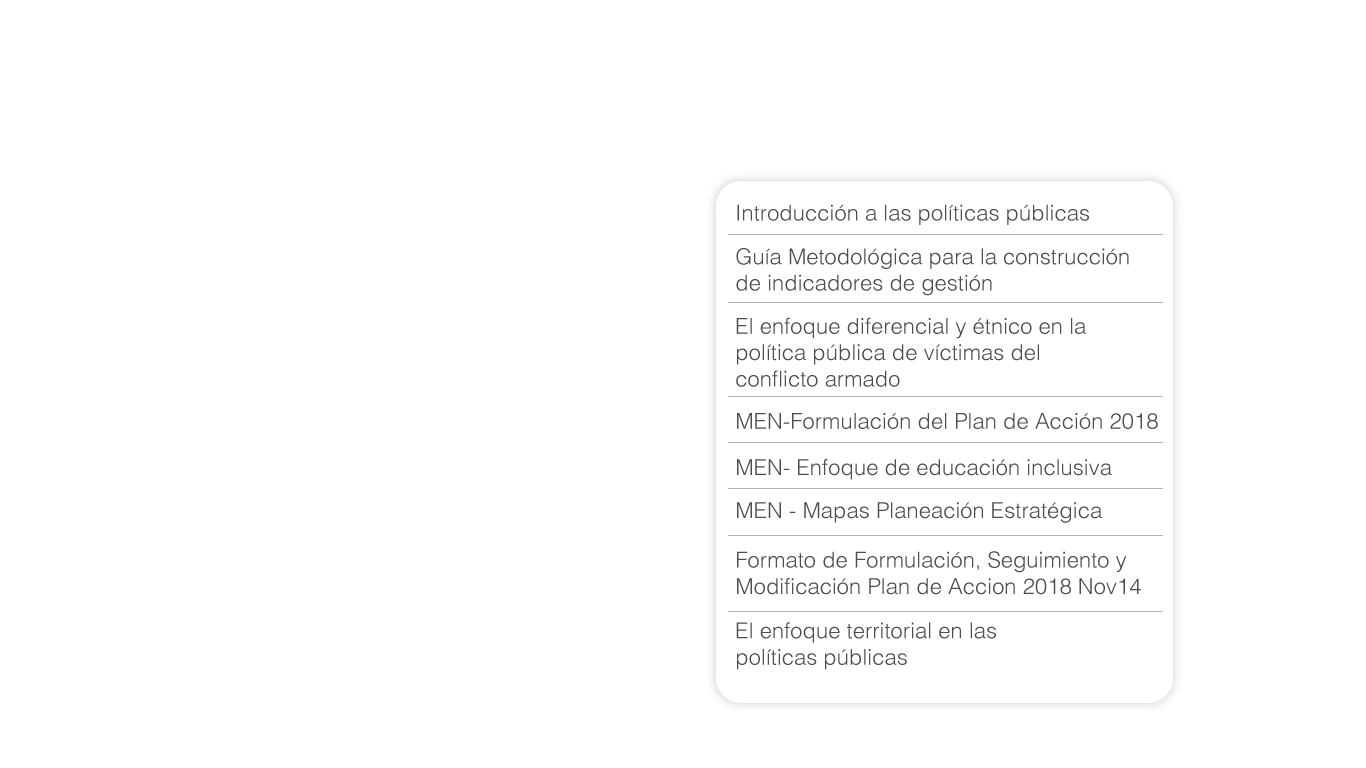 Introducción a las políticas públicas
Guía Metodológica para la construcción
de indicadores de gestión
El enfoque diferencial y étnico en la
política pública de víctimas del
conflicto armado
MEN-Formulación del Plan de Acción 2018
MEN- Enfoque de educación inclusiva
MEN - Mapas Planeación Estratégica
Formato de Formulación, Seguimiento y
Modificación Plan de Accion 2018 Nov14
El enfoque territorial en las
políticas públicas